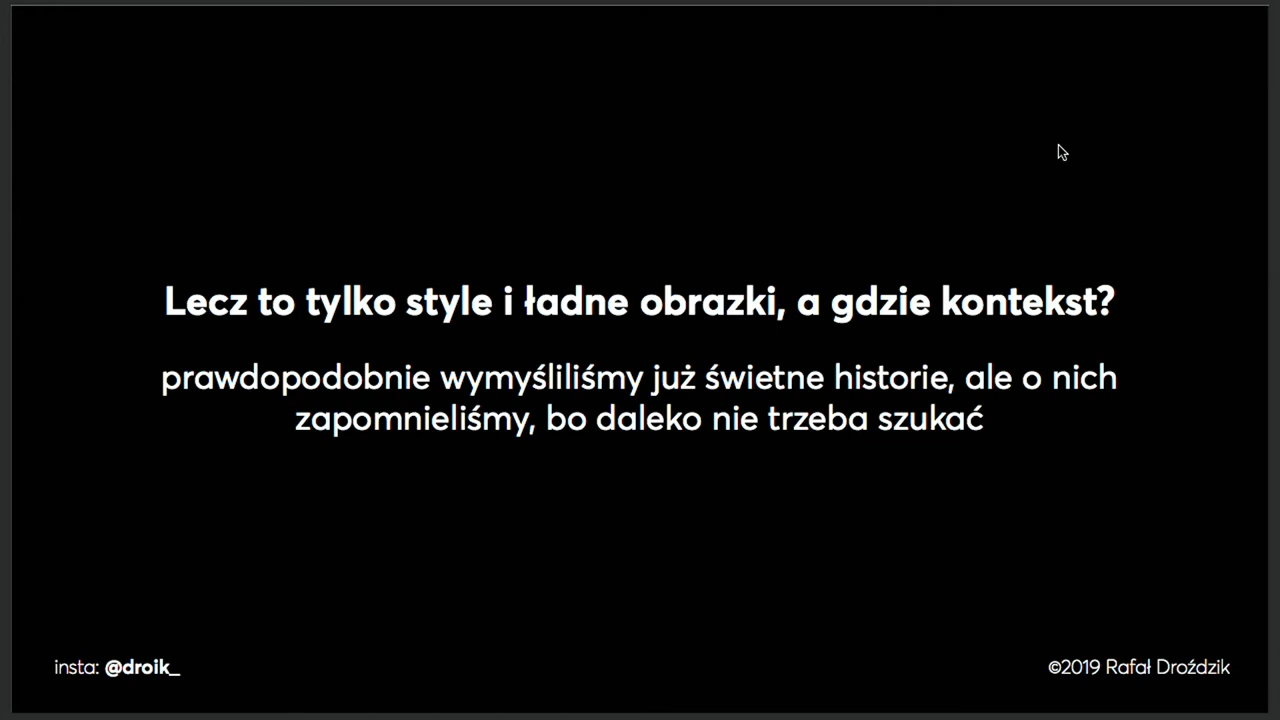 Lecz to tylko style i ładne obrazki, a gdzie kontekst?
prawdopodobnie wymyśliliśmy już świetne historie, ale o nich
zapomnieliśmy, bo daleko nie trzeba szukać
insta: @droik_
©2019 Rafał Droździk